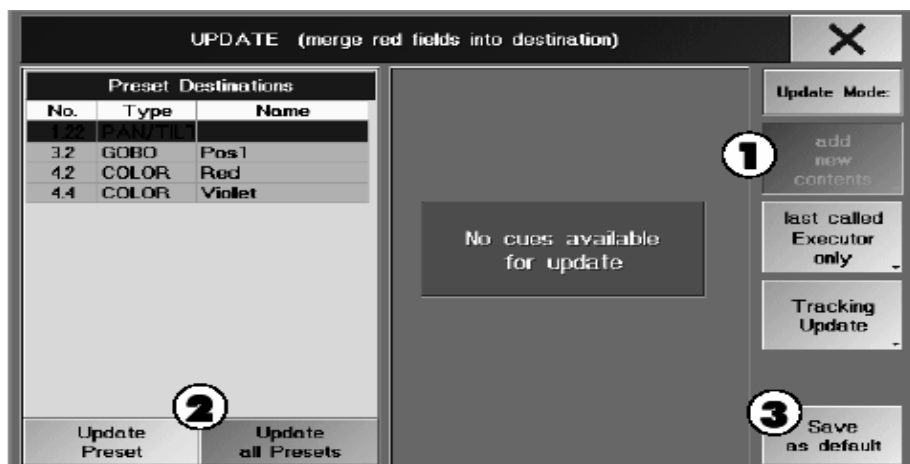 UPDATE (merge red fields into destination)
Preset Destinations
No. Type Name
1.22 PAN/TILT
3.2 GOBO Pos1
4.2 COLOR Red
4.4 COLOR Violet
Update
Preset
Update
all Presets
2
No cues available
for update
Update Mode:
1
add
new
contents
last called
Executor
only
Tracking
Update
3
Save
as default